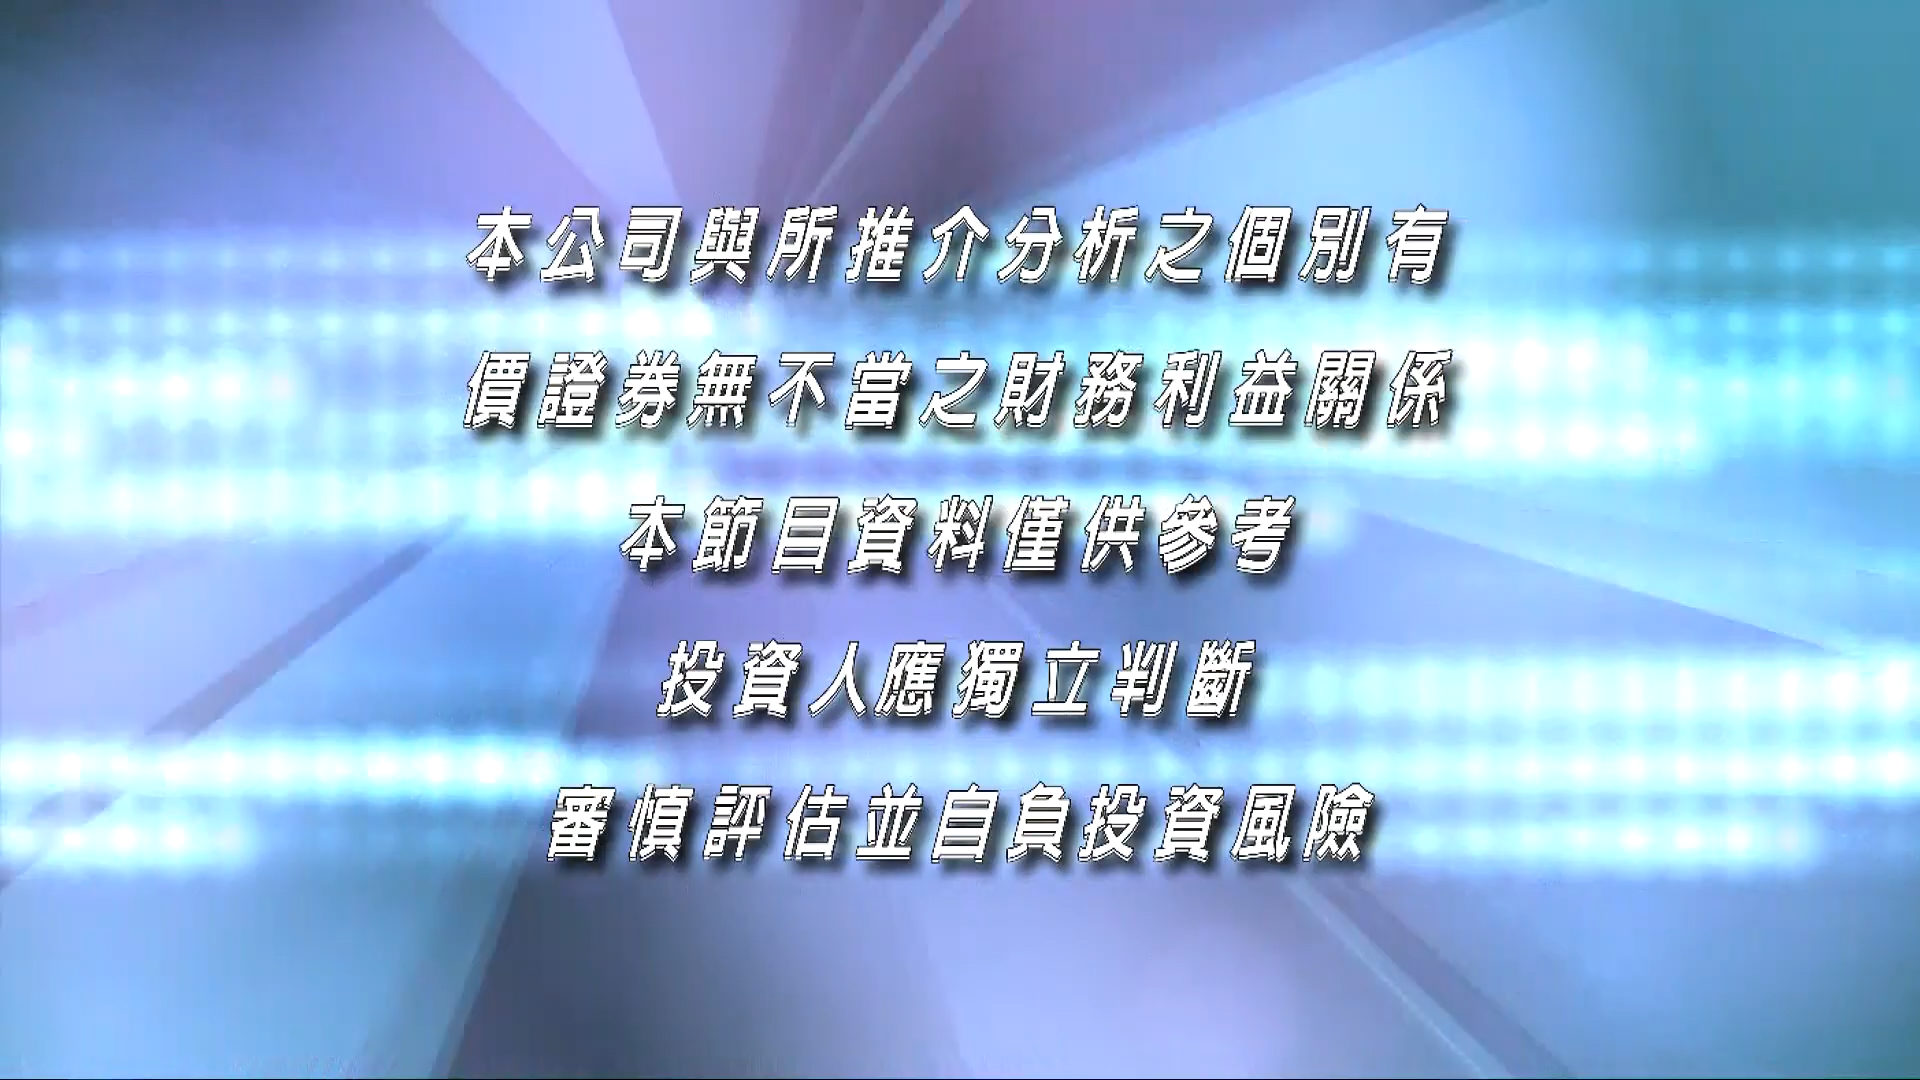 本公司與所推介分析之個別有
價證券無不當之財務利益關係
本節目資料僅供參考
投資人應獨立判斷
審慎評估並自負投資風險